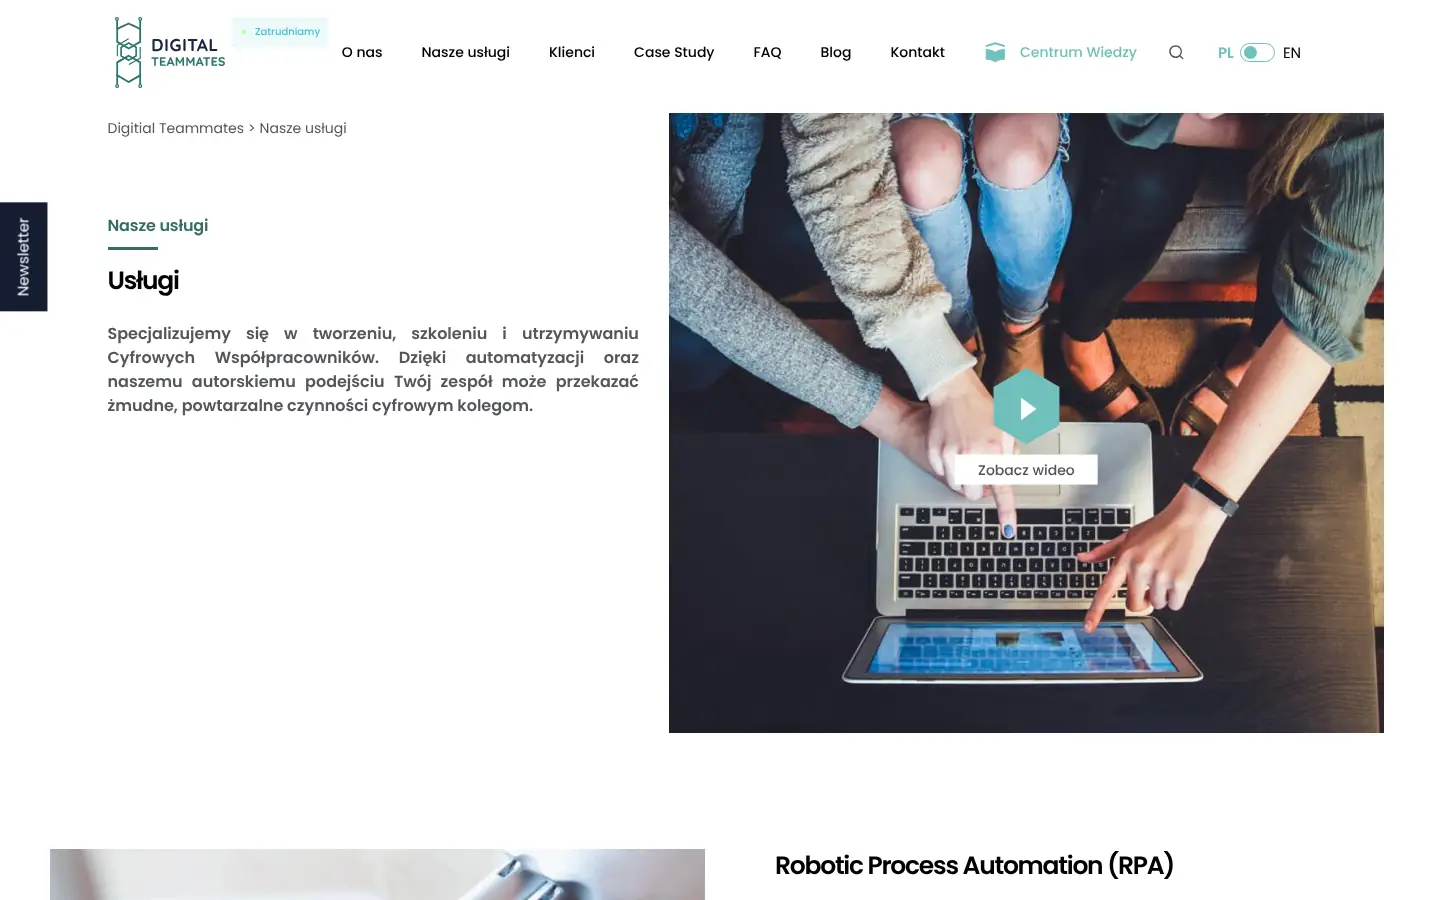 DIGITAL
TEAMMATES
Zatrudniamy
O nas
Nasze usługi
Klienci
Case Study
FAQ
Blog
Kontakt
Centrum Wiedzy
PL
EN
Digitial Teammates > Nasze usługi
Newsletter
Nasze usługi
Usługi
Specjalizujemy się w tworzeniu, szkoleniu i utrzymywaniu
Cyfrowych Współpracowników. Dzięki automatyzacji oraz
naszemu autorskiemu podejściu Twój zespół może przekazać
żmudne, powtarzalne czynności cyfrowym kolegom.
Zobacz wideo
Robotic Process Automation (RPA)